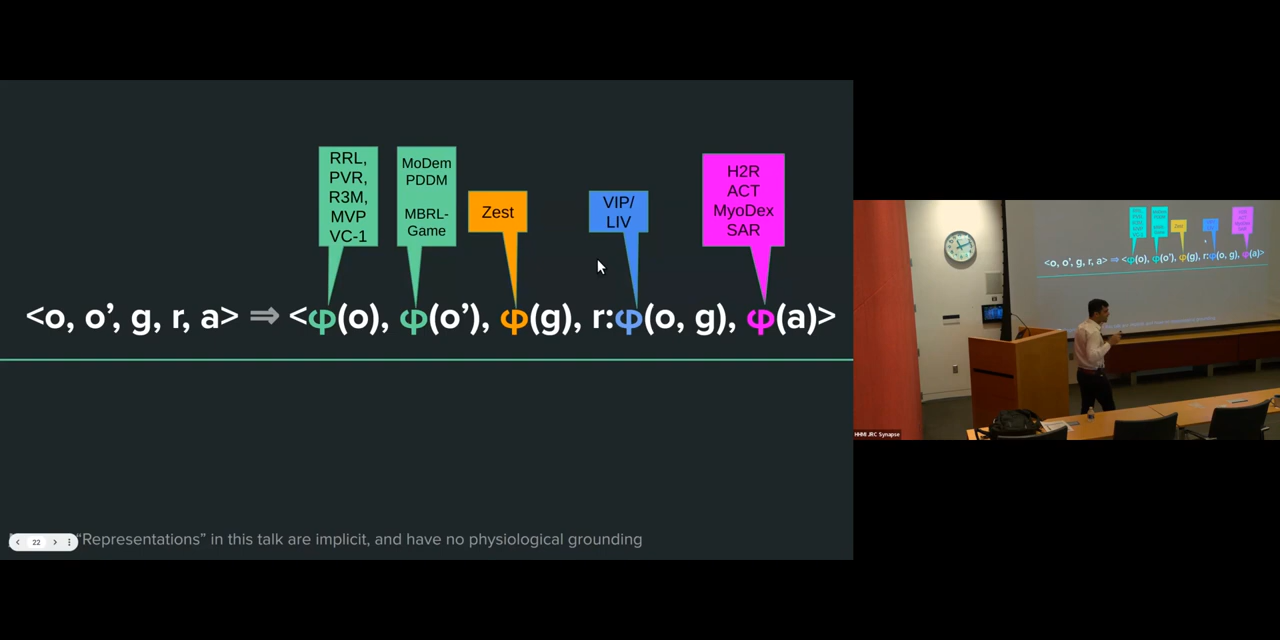 RRL,
PVR,
R3M,
MVP
VC-1
MoDem
PDDM
MBRL-
Game
Zest
VIP/
LIV
H2R
ACT
MyoDex
SAR
<o, o’, g, r, a> ⇒ <φ(o), φ(o’), φ(g), r:φ(o, g), φ(a)>
22
“Representations” in this talk are implicit, and have no physiological grounding
<o, o’, g, r, a> ⇒ <φ(o), φ(o’), φ(g), r:φ(o, g), φ(a)>
HHMI JRC Synapse